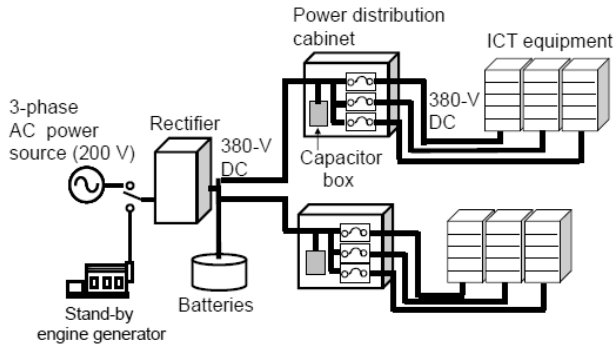 Power distribution
cabinet
ICT equipment
3-phase
AC power
source (200 V)
Rectifier
380-V
DC
380-V
DC
Capacitor
box
Batteries
Stand-by
engine generator